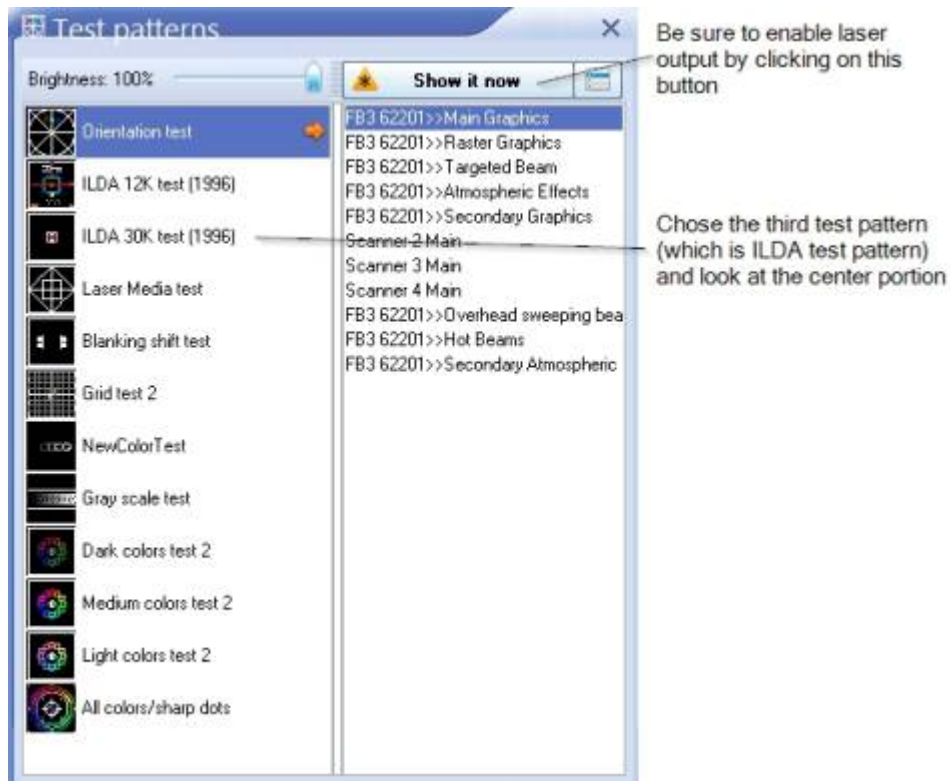 Test patterns
Be sure to enable laser
output by clicking on this
button
Brightness: 100%
Show it now
Orientation test
ILDA 12K test (1996)
ILDA 30K test (1996)
Laser Media test
Blanking shift test
Grid test 2
NewColorTest
Gray scale test
Dark colors test 2
Medium colors test 2
Light colors test 2
All colors/sharp dots
FB3 62201>>Main Graphics
FB3 62201>>Raster Graphics
FB3 62201>>Targeted Beam
FB3 62201>>Atmospheric Effects
FB3 62201>>Secondary Graphics
Scanner 2 Main
Scanner 3 Main
Scanner 4 Main
FB3 62201>>Overhead sweeping bea
FB3 62201>>Hot Beams
FB3 62201>>Secondary Atmospheric
Chose the third test pattern
(which is ILDA test pattern)
and look at the center portion